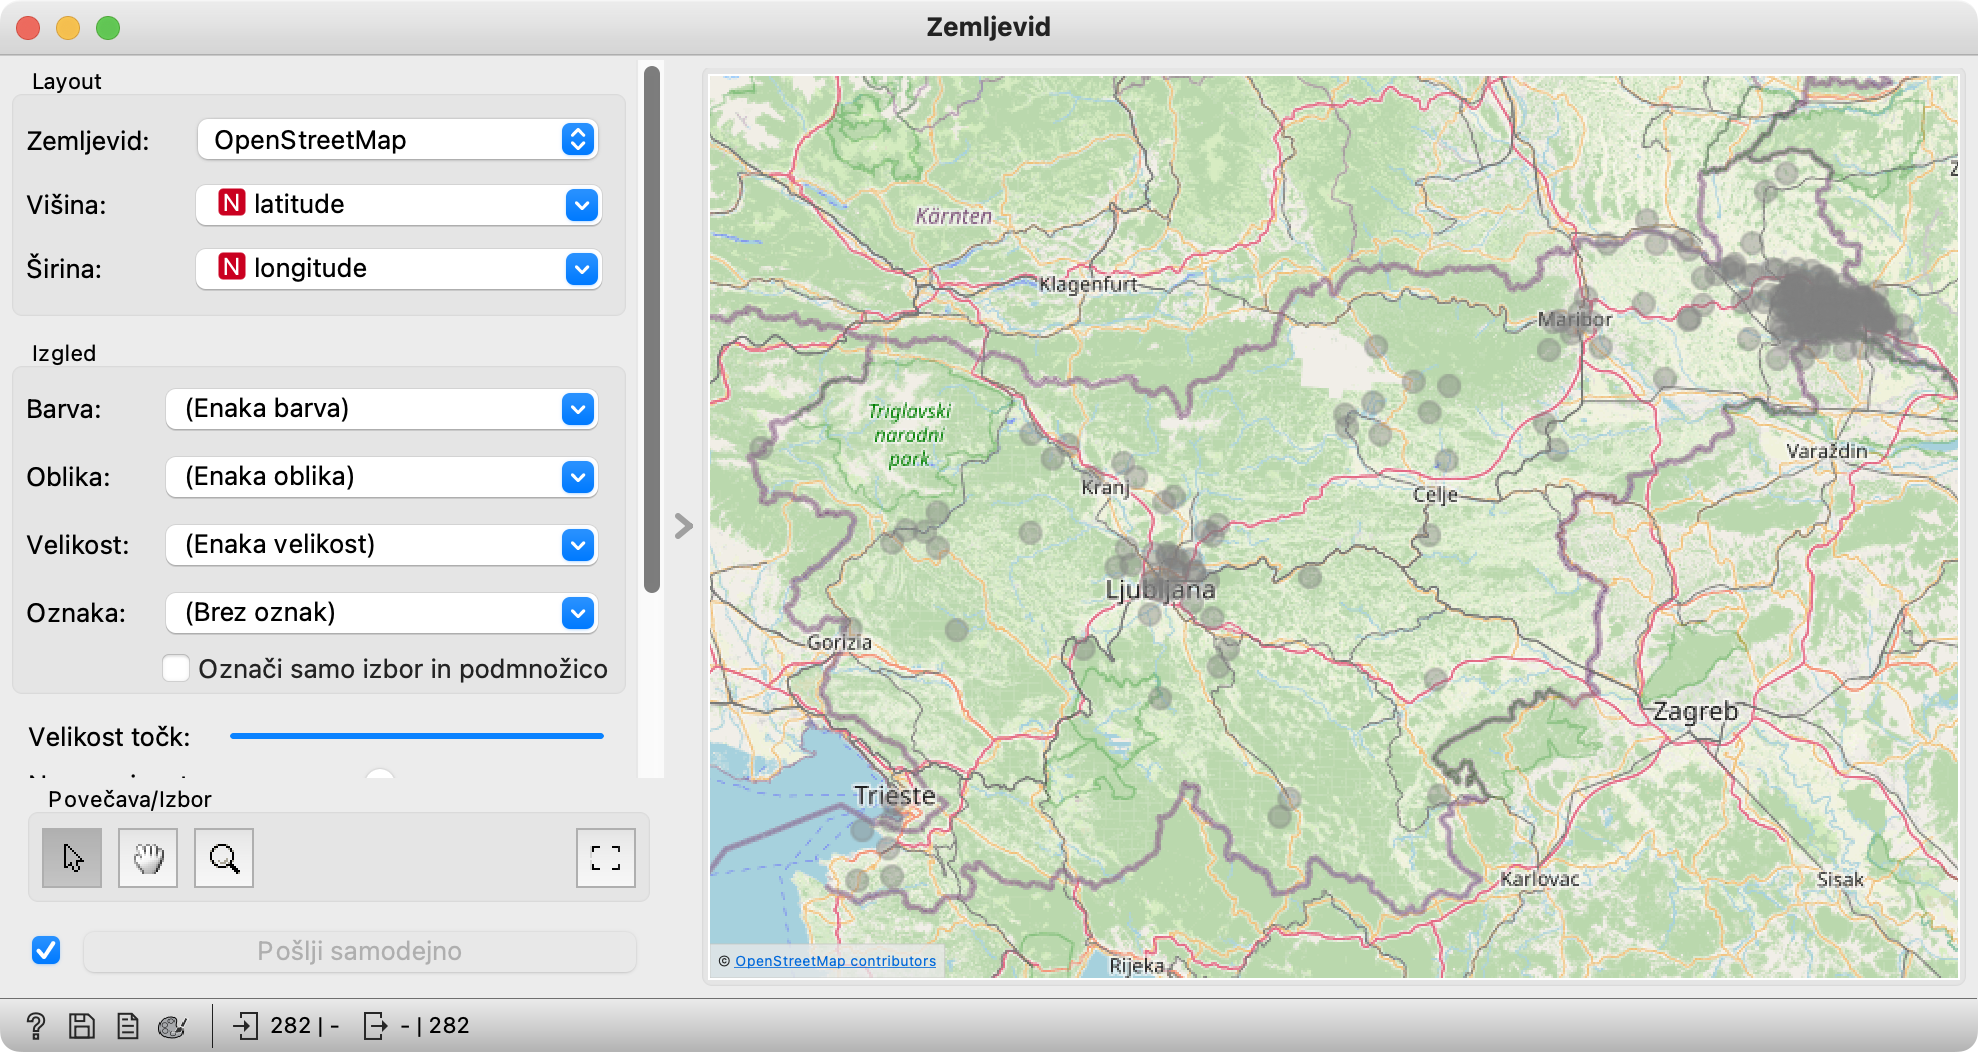 Zemljevid
Layout
Zemljevid: OpenStreetMap
Višina: N latitude
Širina: N longitude
Izgled
Barva: (Enaka barva)
Oblika: (Enaka oblika)
Velikost: (Enaka velikost)
Oznaka: (Brez oznak)
Označi samo izbor in podmnožico
Velikost točk:
Povečava/Izbor
Pošlji samodejno
282 | - - | 282
Kärnten
Klagenfurt
Maribor
Triglavski
narodni
park
Varaždin
Kranj
Celje
Ljubljana
Gorizia
Zagreb
Trieste
Karlovac
Sisak
Rijeka
© OpenStreetMap contributors